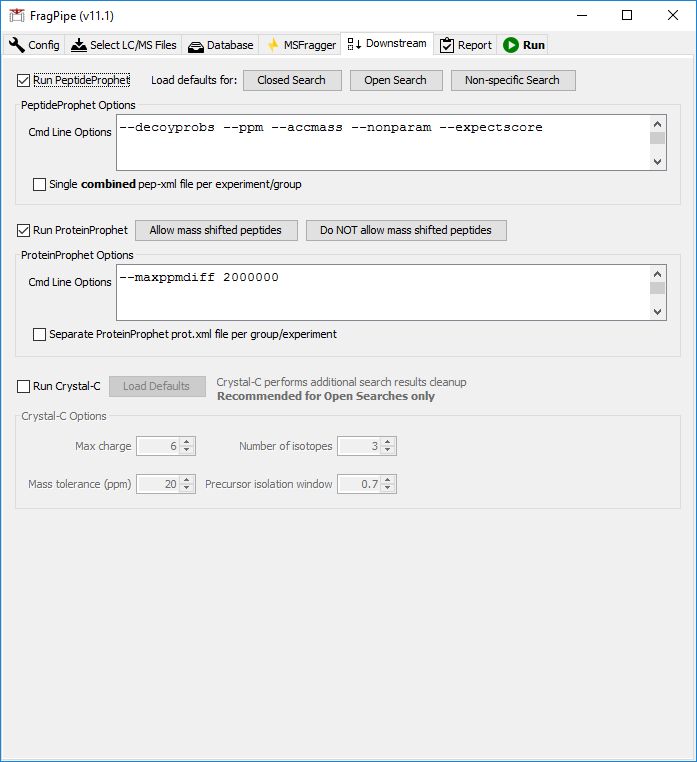 FragPipe (v11.1)
Config Select LC/MS Files Database MSFragger Downstream Report Run
Run PeptideProphet Load defaults for: Closed Search Open Search Non-specific Search
PeptideProphet Options
Cmd Line Options --decoyprobs --ppm --accmass --nonparam --expectscore
Single combined pep-xml file per experiment/group
Run ProteinProphet Allow mass shifted peptides Do NOT allow mass shifted peptides
ProteinProphet Options
Cmd Line Options --maxppmdiff 2000000
Separate ProteinProphet prot.xml file per group/experiment
Run Crystal-C Load Defaults Crystal-C performs additional search results cleanup
Recommended for Open Searches only
Crystal-C Options
Max charge 6 Number of isotopes 3
Mass tolerance (ppm) 20 Precursor isolation window 0.7